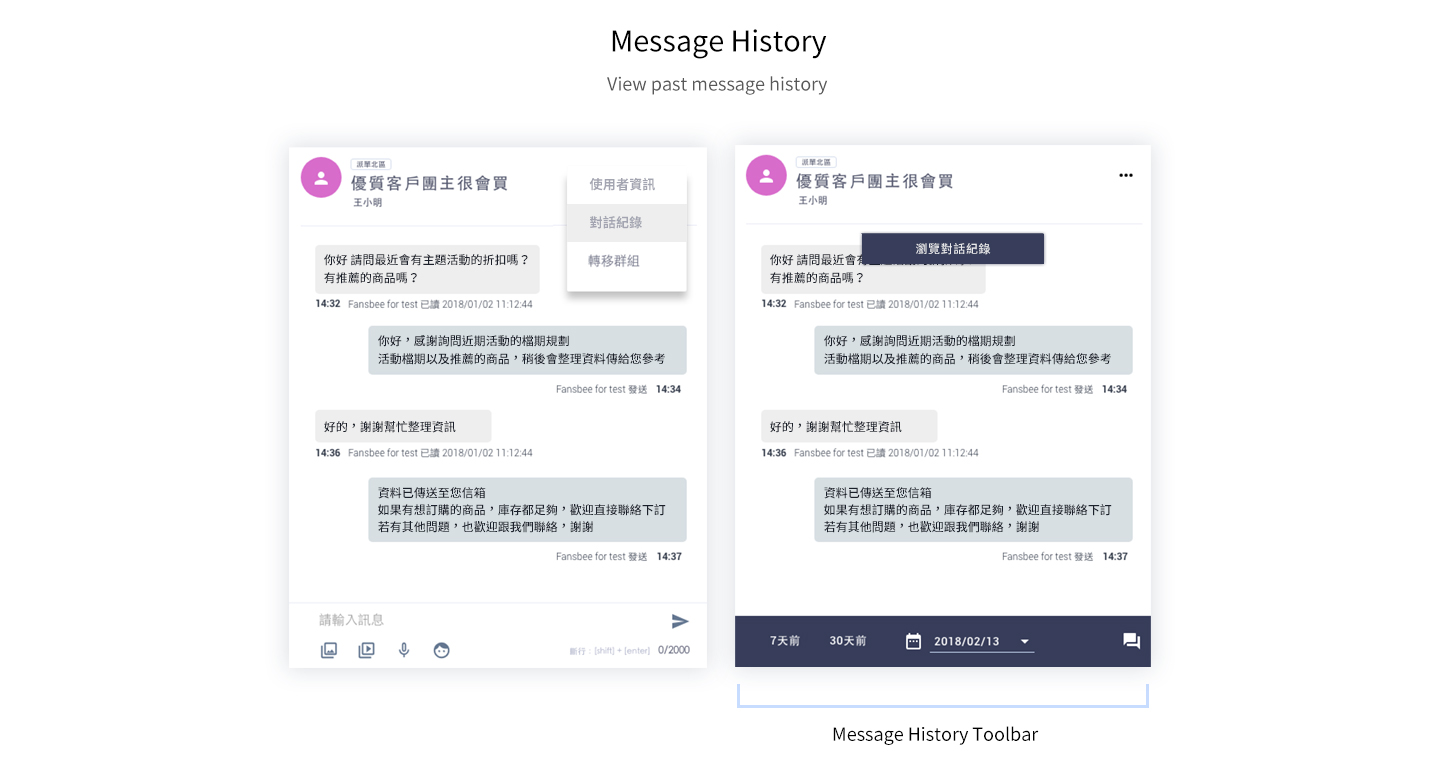 Message History
View past message history
派單北區
優質客戶團主很會買
王小明
使用者資訊
對話紀錄
轉移群組
你好 請問最近會有主題活動的折扣嗎？
有推薦的商品嗎？
14:32 Fansbee for test 已讀 2018/01/02 11:12:44
你好，感謝詢問近期活動的檔期規劃
活動檔期以及推薦的商品，稍後會整理資料傳給您參考
Fansbee for test 發送 14:34
好的，謝謝幫忙整理資訊
14:36 Fansbee for test 已讀 2018/01/02 11:12:44
資料已傳送至您信箱
如果有想訂購的商品，庫存都足夠，歡迎直接聯絡下訂
若有其他問題，也歡迎跟我們聯絡，謝謝
Fansbee for test 發送 14:37
請輸入訊息
斷行：[shift] + [enter] 0/2000
派單北區
優質客戶團主很會買
王小明
瀏覽對話紀錄
你好 請問最近會有
有推薦的商品嗎？
14:32 Fansbee for test 已讀 2018/01/02 11:12:44
你好，感謝詢問近期活動的檔期規劃
活動檔期以及推薦的商品，稍後會整理資料傳給您參考
Fansbee for test 發送 14:34
好的，謝謝幫忙整理資訊
14:36 Fansbee for test 已讀 2018/01/02 11:12:44
資料已傳送至您信箱
如果有想訂購的商品，庫存都足夠，歡迎直接聯絡下訂
若有其他問題，也歡迎跟我們聯絡，謝謝
Fansbee for test 發送 14:37
7天前 30天前 2018/02/13
Message History Toolbar